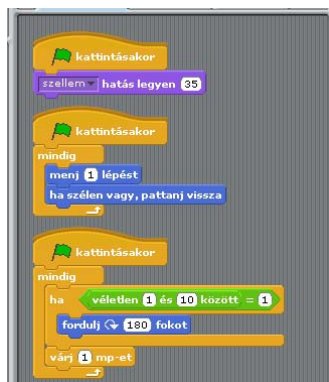 kattintásakor
szellem hatás legyen 35
kattintásakor
mindig
menj 1 lépést
ha szélen vagy, pattanj vissza
kattintásakor
mindig
ha véletlen 1 és 10 között = 1
fordulj 180 fokot
várj 1 mp-et